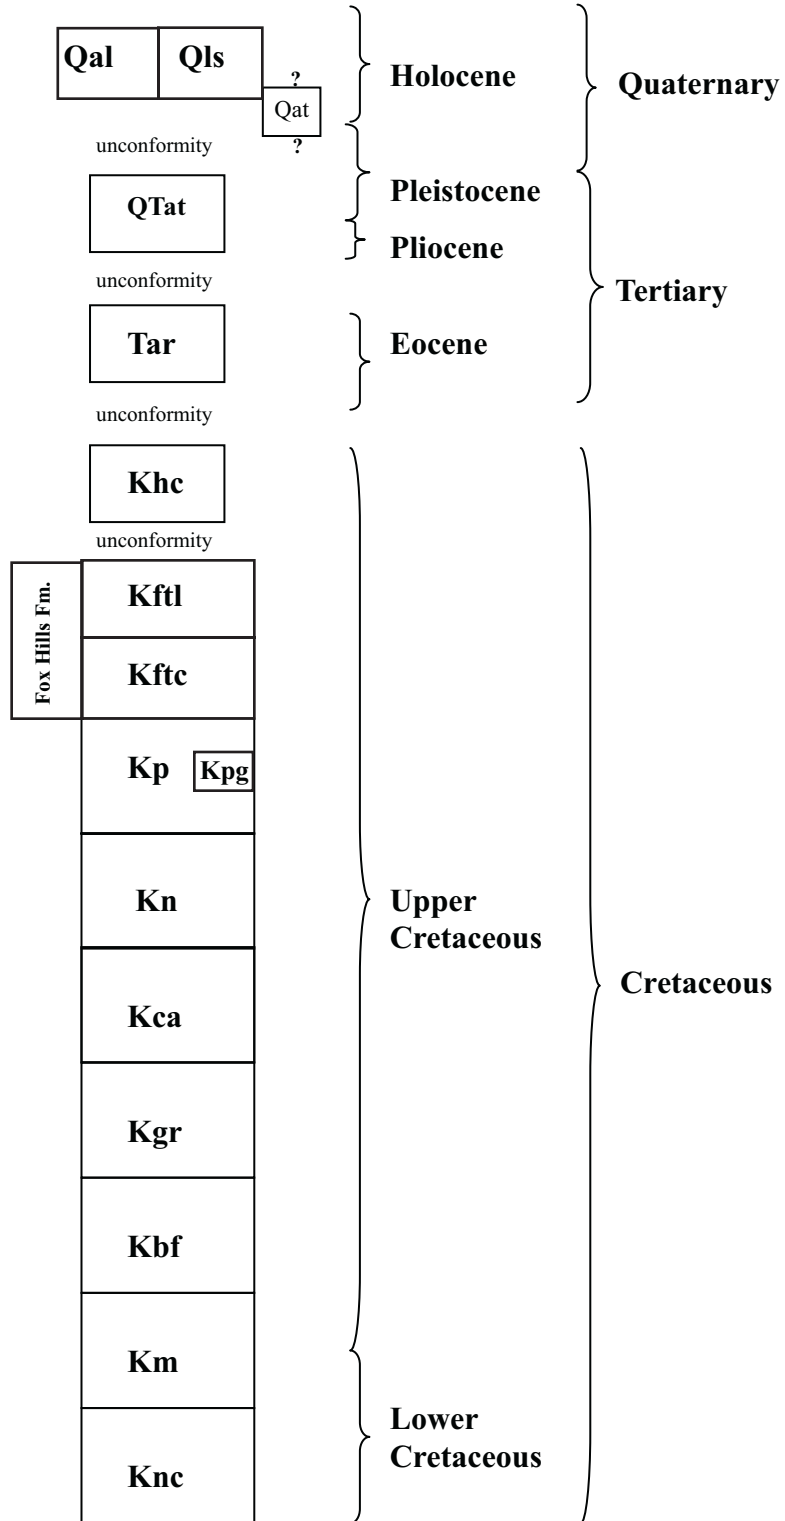 Qal Qls
?
Qat
?
Holocene
Quaternary
unconformity
QTat
Pleistocene
Pliocene
unconformity
Tertiary
Tar
Eocene
unconformity
Khc
unconformity
Fox Hills Fm.
Kftl
Kftc
Kp Kpg
Kn
Upper
Cretaceous
Kca
Cretaceous
Kgr
Kbf
Km
Lower
Cretaceous
Knc